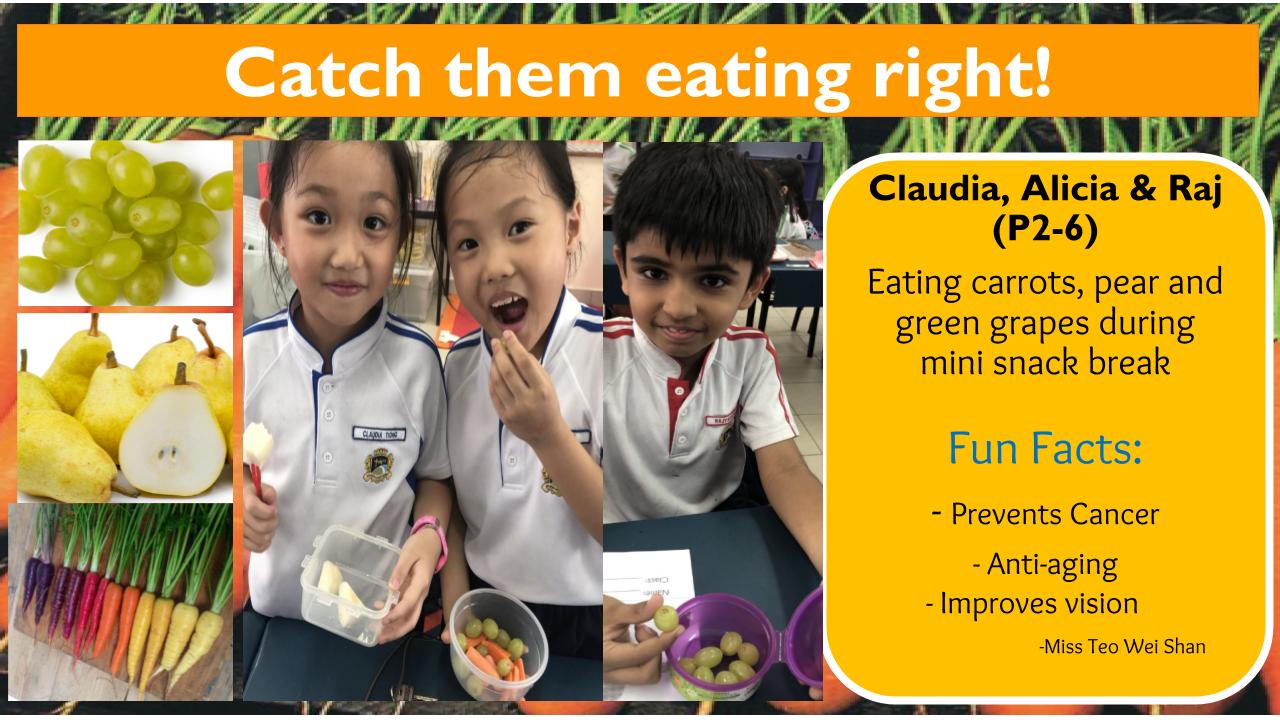 Catch them eating right!
CLAUDIA TIONG
Claudia, Alicia & Raj
(P2-6)
Eating carrots, pear and
green grapes during
mini snack break
Fun Facts:
- Prevents Cancer
- Anti-aging
- Improves vision
-Miss Teo Wei Shan